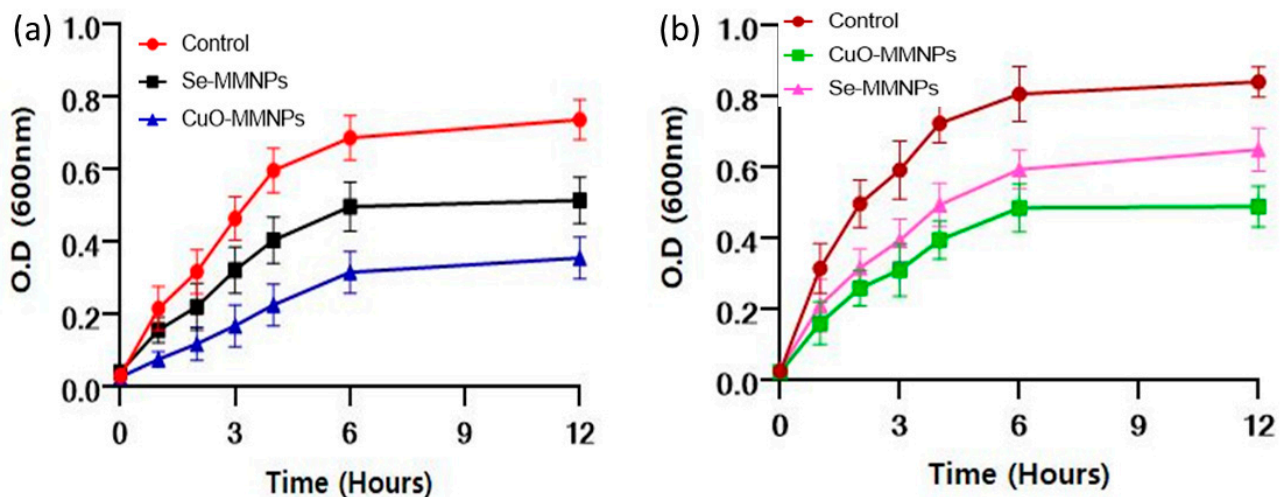 (a)
1.0
0.8
0.6
0.4
0.2
0.0
O.D (600nm)
Control
Se-MMNPs
CuO-MMNPs
0 3 6 9 12
Time (Hours)
(b)
1.0
0.8
0.6
0.4
0.2
0.0
O.D (600nm)
Control
CuO-MMNPs
Se-MMNPs
0 3 6 9 12
Time (Hours)